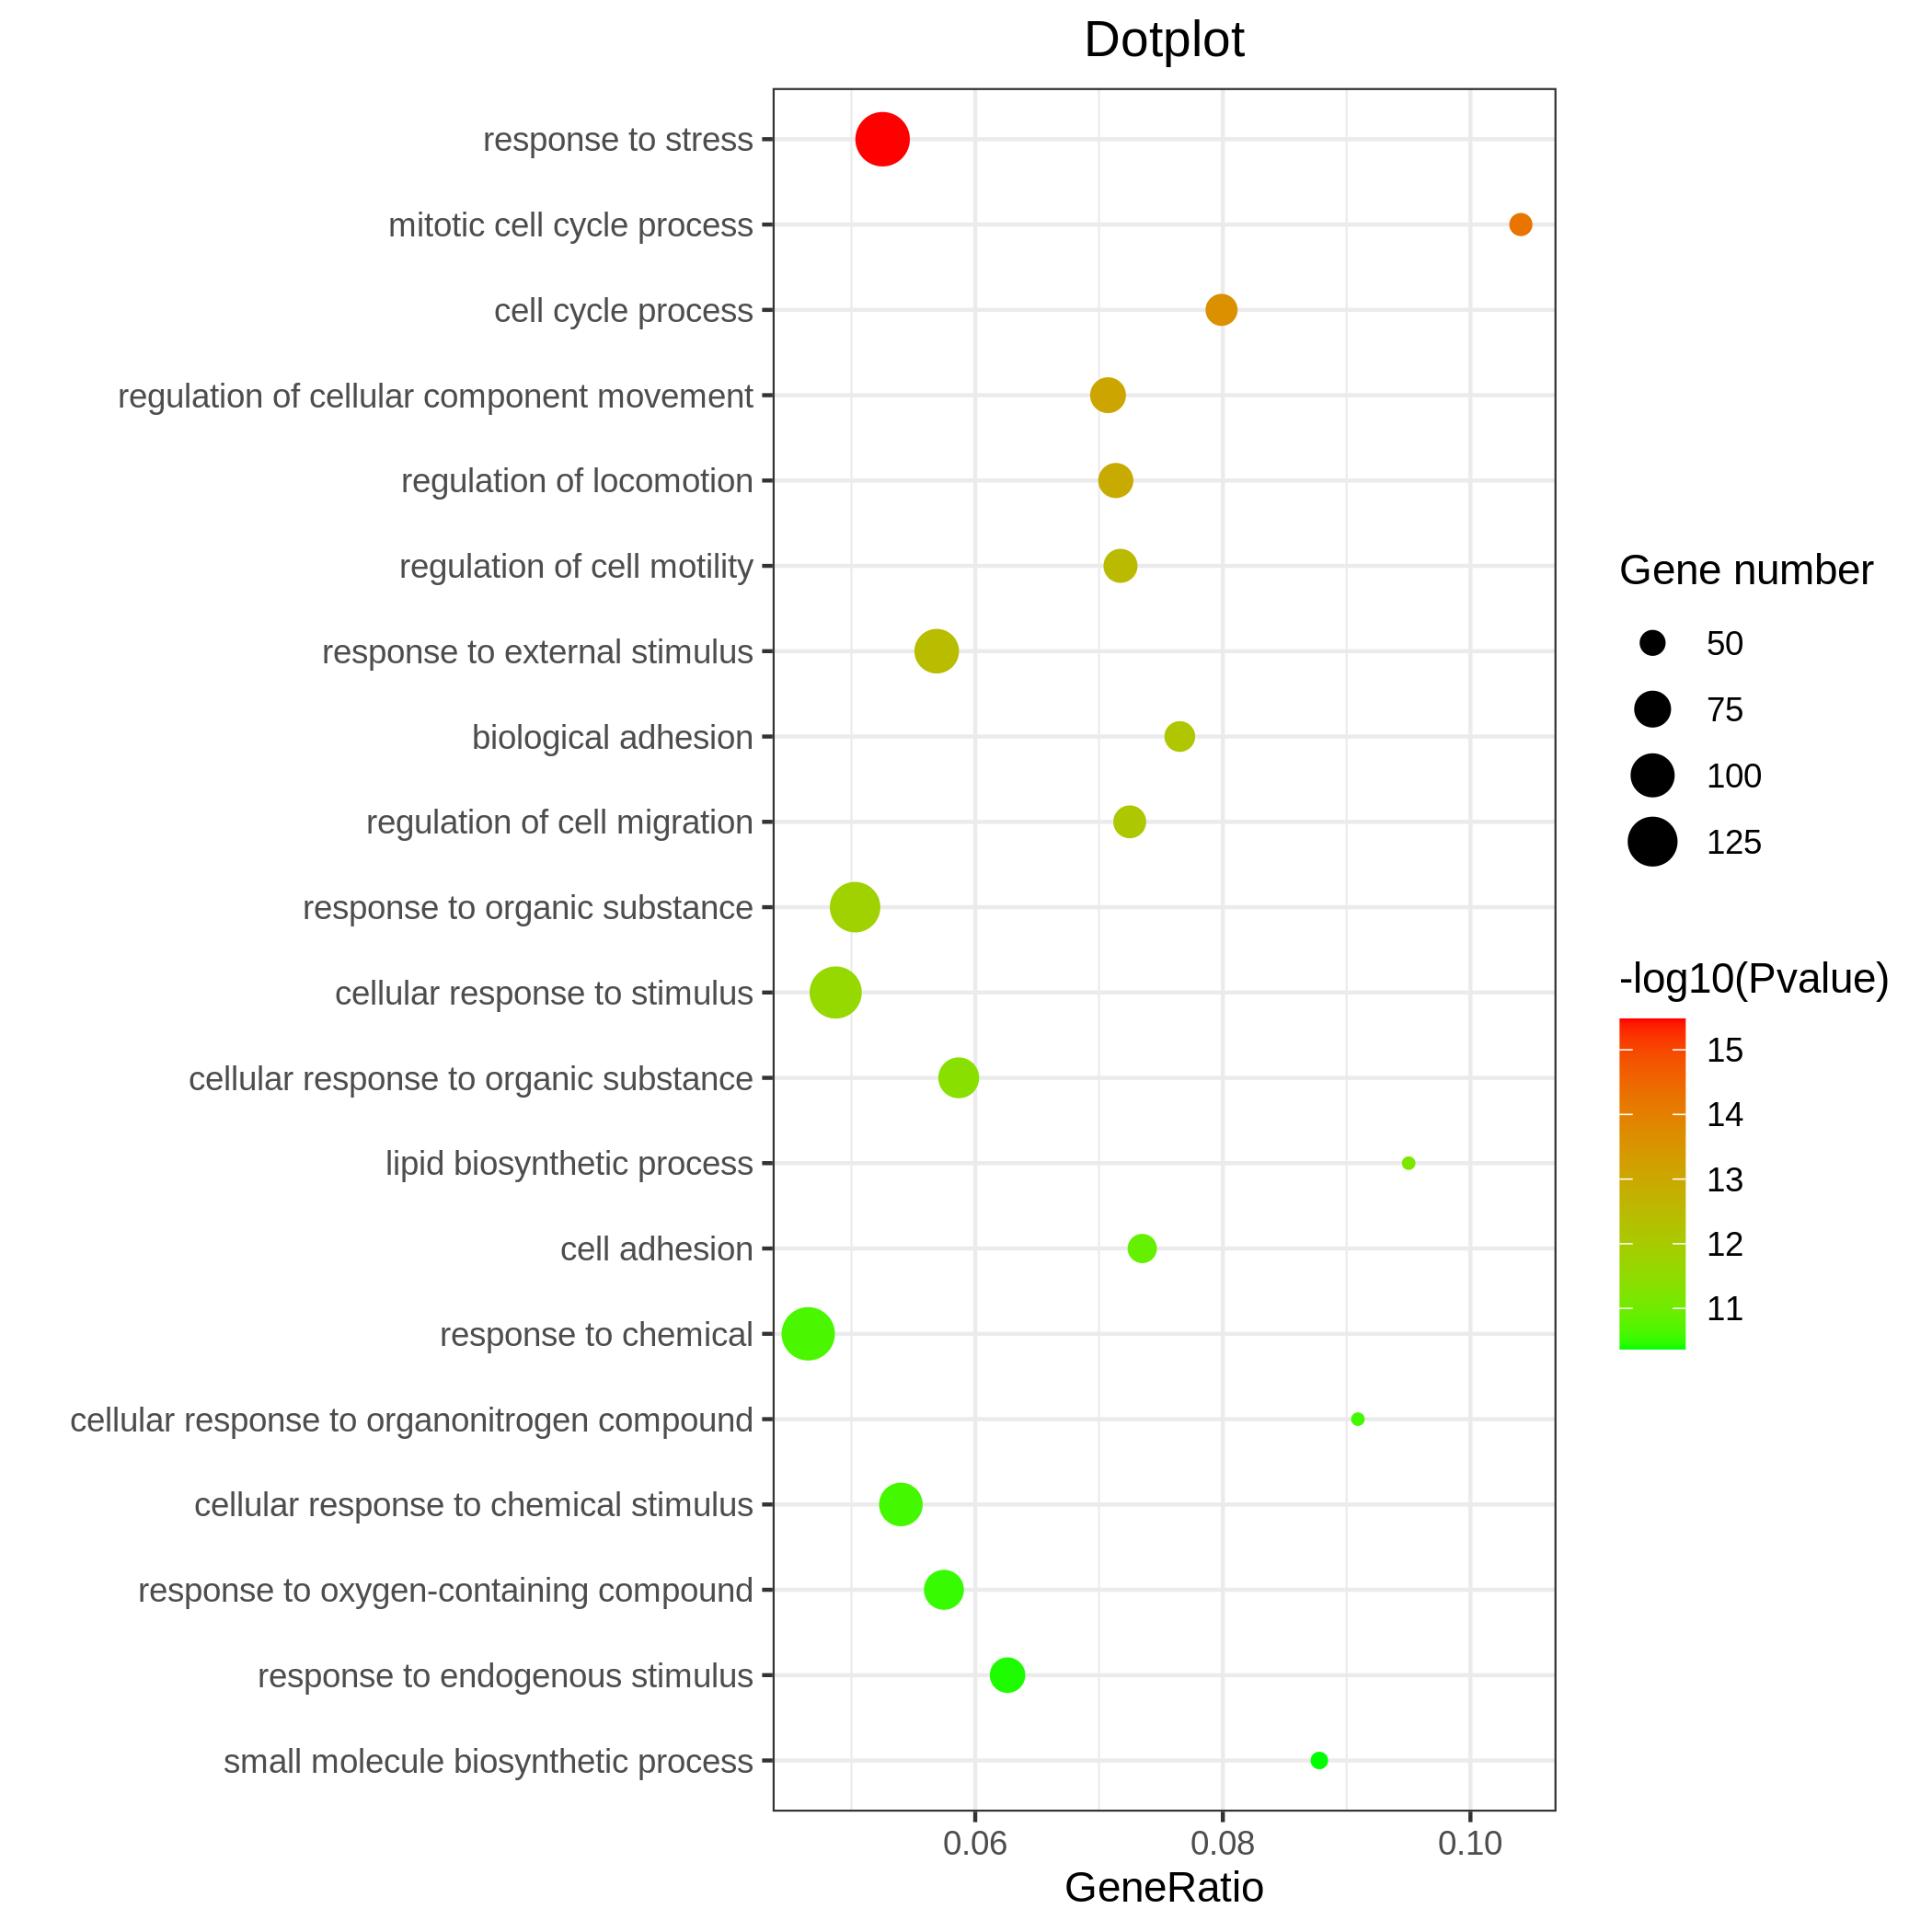 Dotplot
response to stress
mitotic cell cycle process
cell cycle process
regulation of cellular component movement
regulation of locomotion
regulation of cell motility
response to external stimulus
biological adhesion
regulation of cell migration
response to organic substance
cellular response to stimulus
cellular response to organic substance
lipid biosynthetic process
cell adhesion
response to chemical
cellular response to organonitrogen compound
cellular response to chemical stimulus
response to oxygen-containing compound
response to endogenous stimulus
small molecule biosynthetic process
0.06 0.08 0.10
GeneRatio
Gene number
50
75
100
125
-log10(Pvalue)
15
14
13
12
11